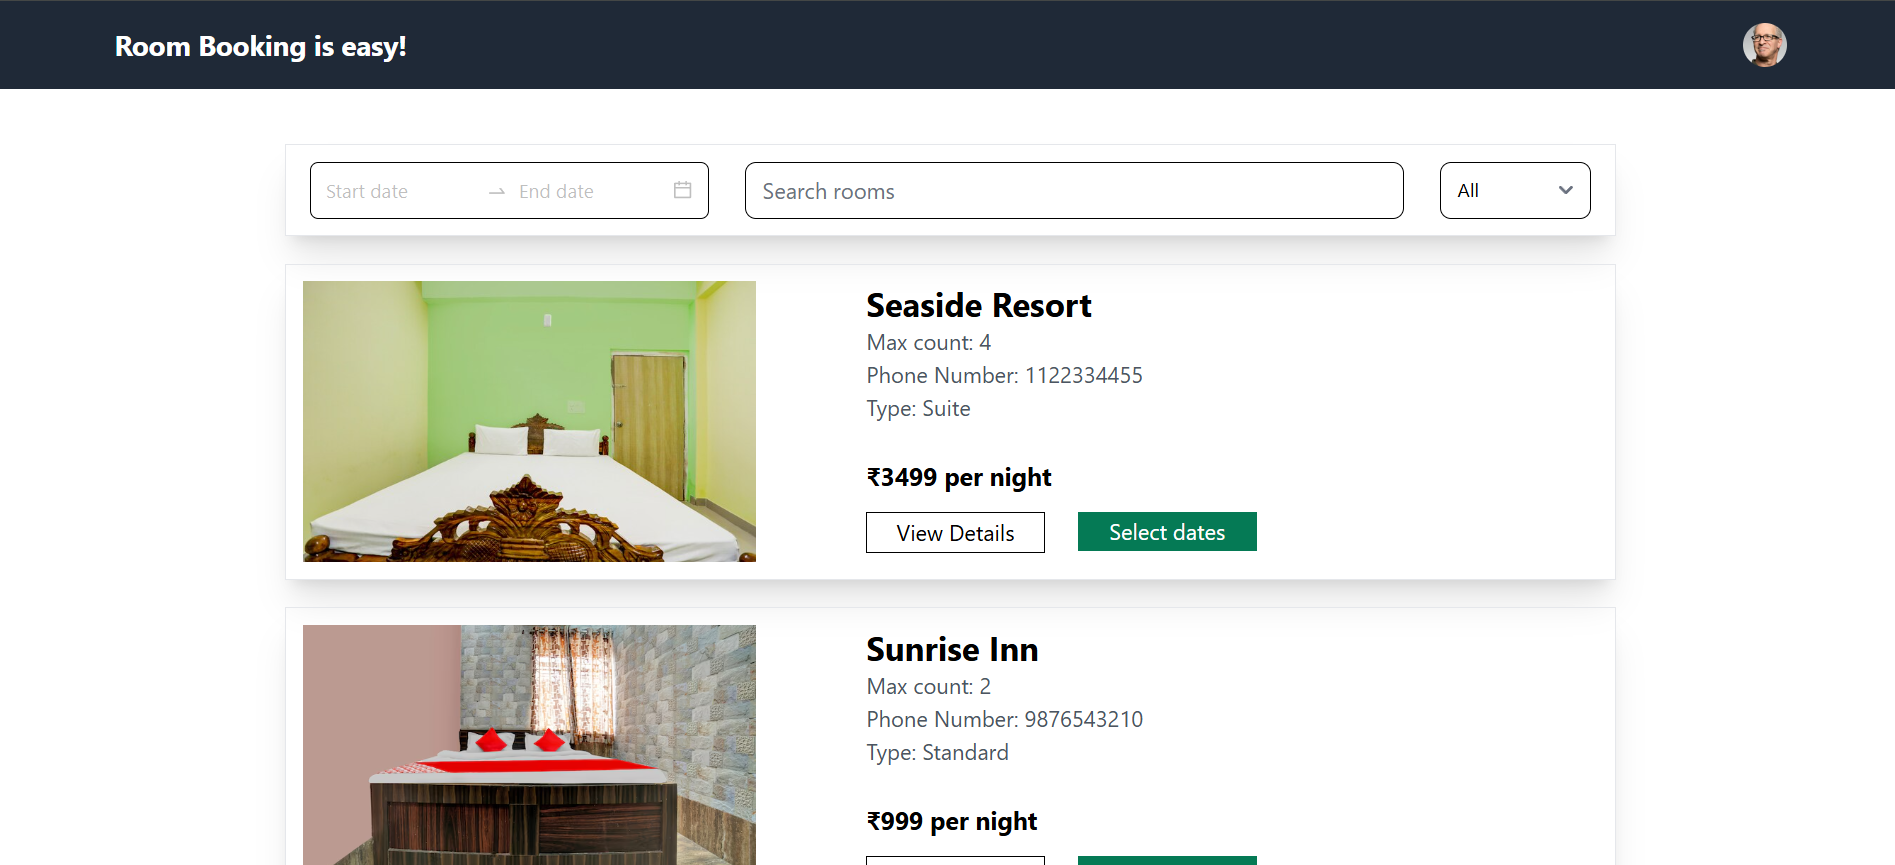 Room Booking is easy!
Start date
End date
Search rooms
All
Seaside Resort
Max count: 4
Phone Number: 1122334455
Type: Suite
₹3499 per night
View Details
Select dates
Sunrise Inn
Max count: 2
Phone Number: 9876543210
Type: Standard
₹999 per night